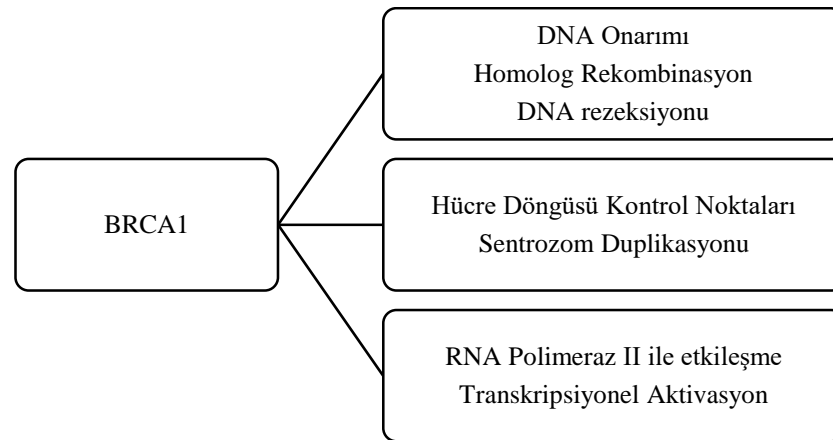 BRCA1
DNA Onarımı
Homolog Rekombinasyon
DNA rezeksiyonu
Hücre Döngüsü Kontrol Noktaları
Sentrozom Duplikasyonu
RNA Polimeraz II ile etkileşme
Transkripsiyonel Aktivasyon